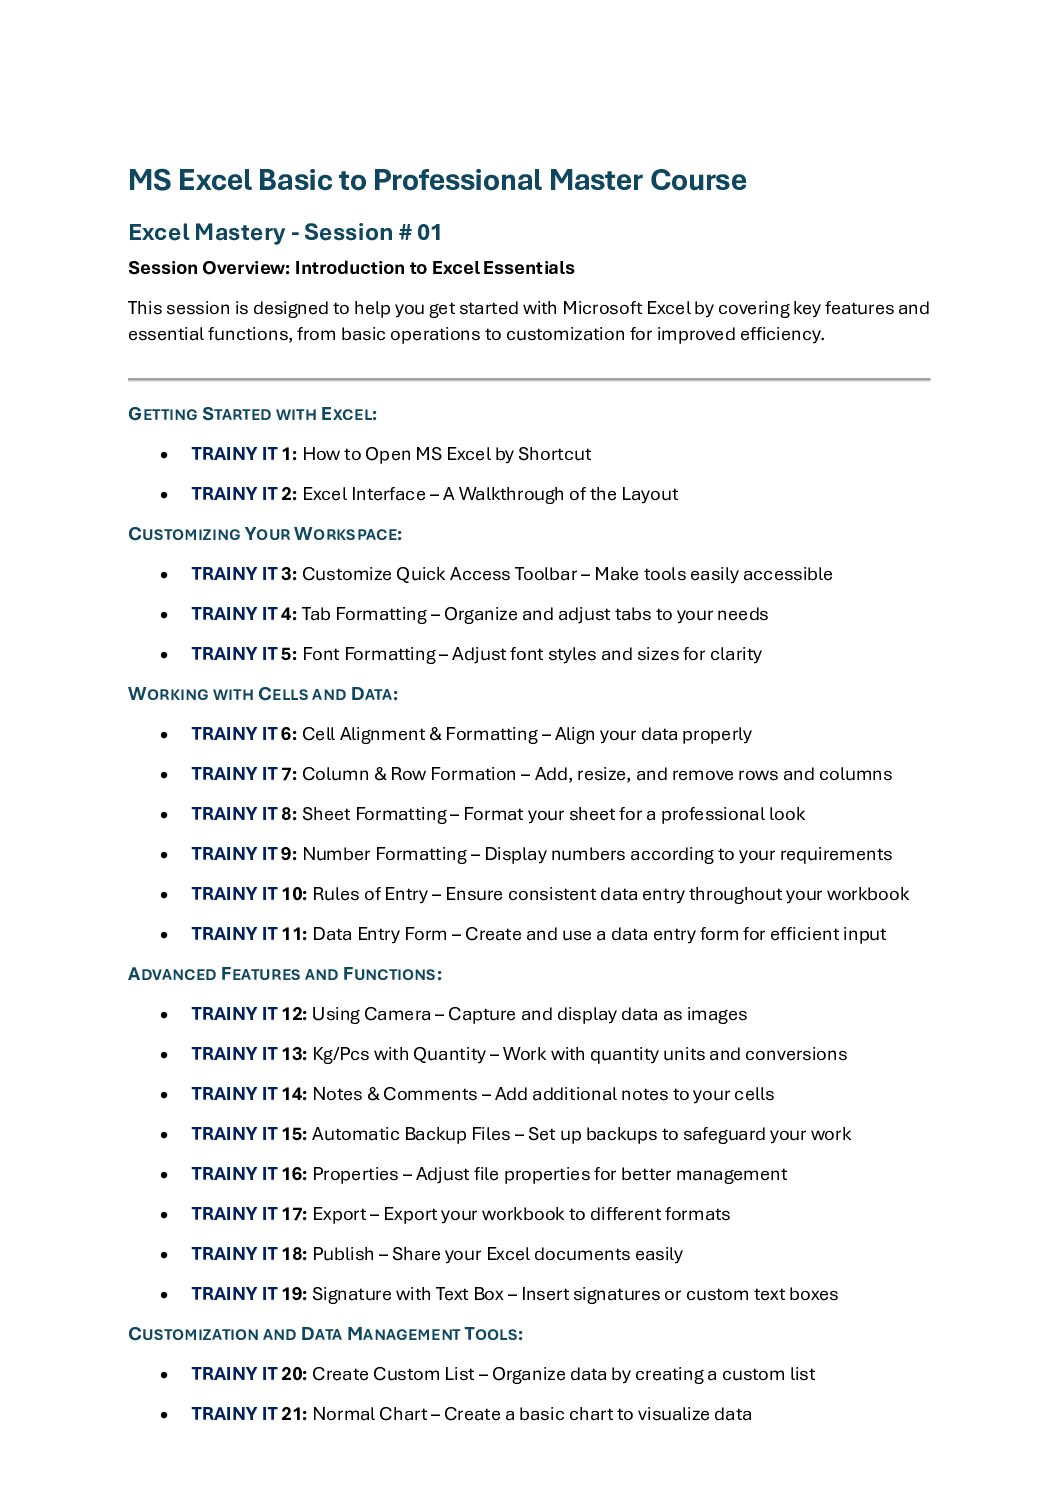 MS Excel Basic to Professional Master Course
Excel Mastery - Session # 01
Session Overview: Introduction to Excel Essentials
This session is designed to help you get started with Microsoft Excel by covering key features and
essential functions, from basic operations to customization for improved efficiency.
GETTING STARTED WITH EXCEL:
• TRAINY IT 1: How to Open MS Excel by Shortcut
• TRAINY IT 2: Excel Interface – A Walkthrough of the Layout
CUSTOMIZING YOUR WORKSPACE:
• TRAINY IT 3: Customize Quick Access Toolbar – Make tools easily accessible
• TRAINY IT 4: Tab Formatting – Organize and adjust tabs to your needs
• TRAINY IT 5: Font Formatting – Adjust font styles and sizes for clarity
WORKING WITH CELLS AND DATA:
• TRAINY IT 6: Cell Alignment & Formatting – Align your data properly
• TRAINY IT 7: Column & Row Formation – Add, resize, and remove rows and columns
• TRAINY IT 8: Sheet Formatting – Format your sheet for a professional look
• TRAINY IT 9: Number Formatting – Display numbers according to your requirements
• TRAINY IT 10: Rules of Entry – Ensure consistent data entry throughout your workbook
• TRAINY IT 11: Data Entry Form – Create and use a data entry form for efficient input
ADVANCED FEATURES AND FUNCTIONS:
• TRAINY IT 12: Using Camera – Capture and display data as images
• TRAINY IT 13: Kg/Pcs with Quantity – Work with quantity units and conversions
• TRAINY IT 14: Notes & Comments – Add additional notes to your cells
• TRAINY IT 15: Automatic Backup Files – Set up backups to safeguard your work
• TRAINY IT 16: Properties – Adjust file properties for better management
• TRAINY IT 17: Export – Export your workbook to different formats
• TRAINY IT 18: Publish – Share your Excel documents easily
• TRAINY IT 19: Signature with Text Box – Insert signatures or custom text boxes
CUSTOMIZATION AND DATA MANAGEMENT TOOLS:
• TRAINY IT 20: Create Custom List – Organize data by creating a custom list
• TRAINY IT 21: Normal Chart – Create a basic chart to visualize data